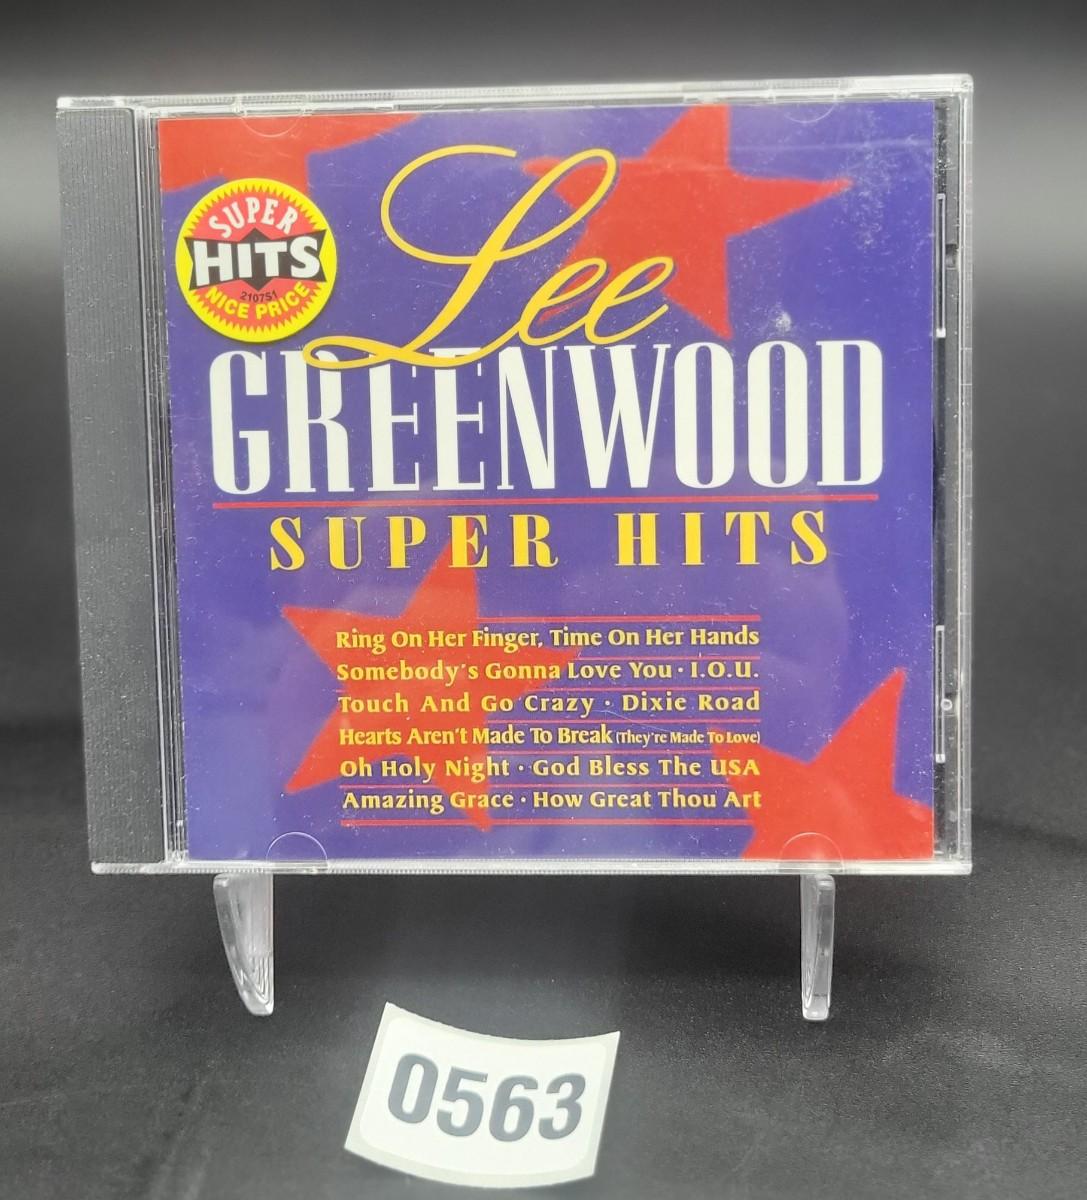 SUPER
HITS
210751
NICE PRICE
Lee
GREENWOOD
SUPER HITS
Ring On Her Finger, Time On Her Hands
Somebody's Gonna Love You · I.O.U.
Touch And Go Crazy · Dixie Road
Hearts Aren't Made To Break (They're Made To Love)
Oh Holy Night · God Bless The USA
Amazing Grace · How Great Thou Art
0563